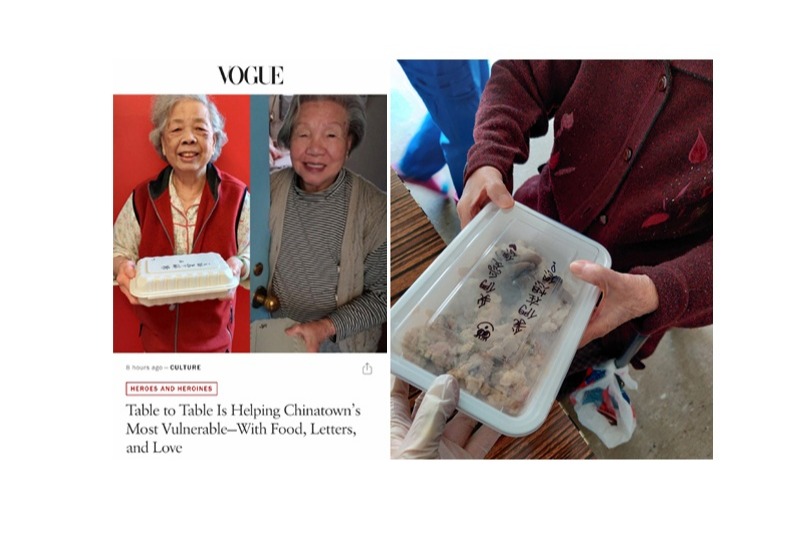 VOGUE
8 hours ago — CULTURE
HEROES AND HEROINES
Table to Table Is Helping Chinatown's
Most Vulnerable—With Food, Letters,
and Love